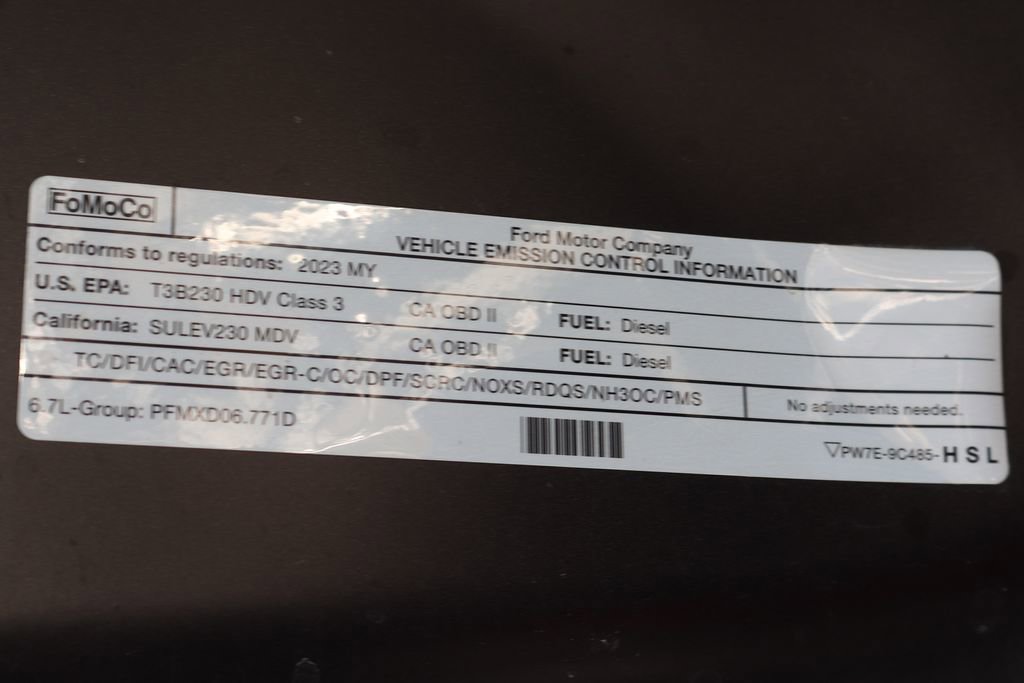 FoMoCo
Ford Motor Company
VEHICLE EMISSION CONTROL INFORMATION
Conforms to regulations: 2023 MY
U.S. EPA: T3B230 HDV Class 3 CA OBD II FUEL: Diesel
California: SULEV230 MDV CA OBD II FUEL: Diesel
TC/DFI/CAC/EGR/EGR-C/OC/DPF/SCRC/NOXS/RDQS/NH3OC/PMS No adjustments needed.
6.7L-Group: PFMXD06.771D
▽PW7E-9C485-HSL